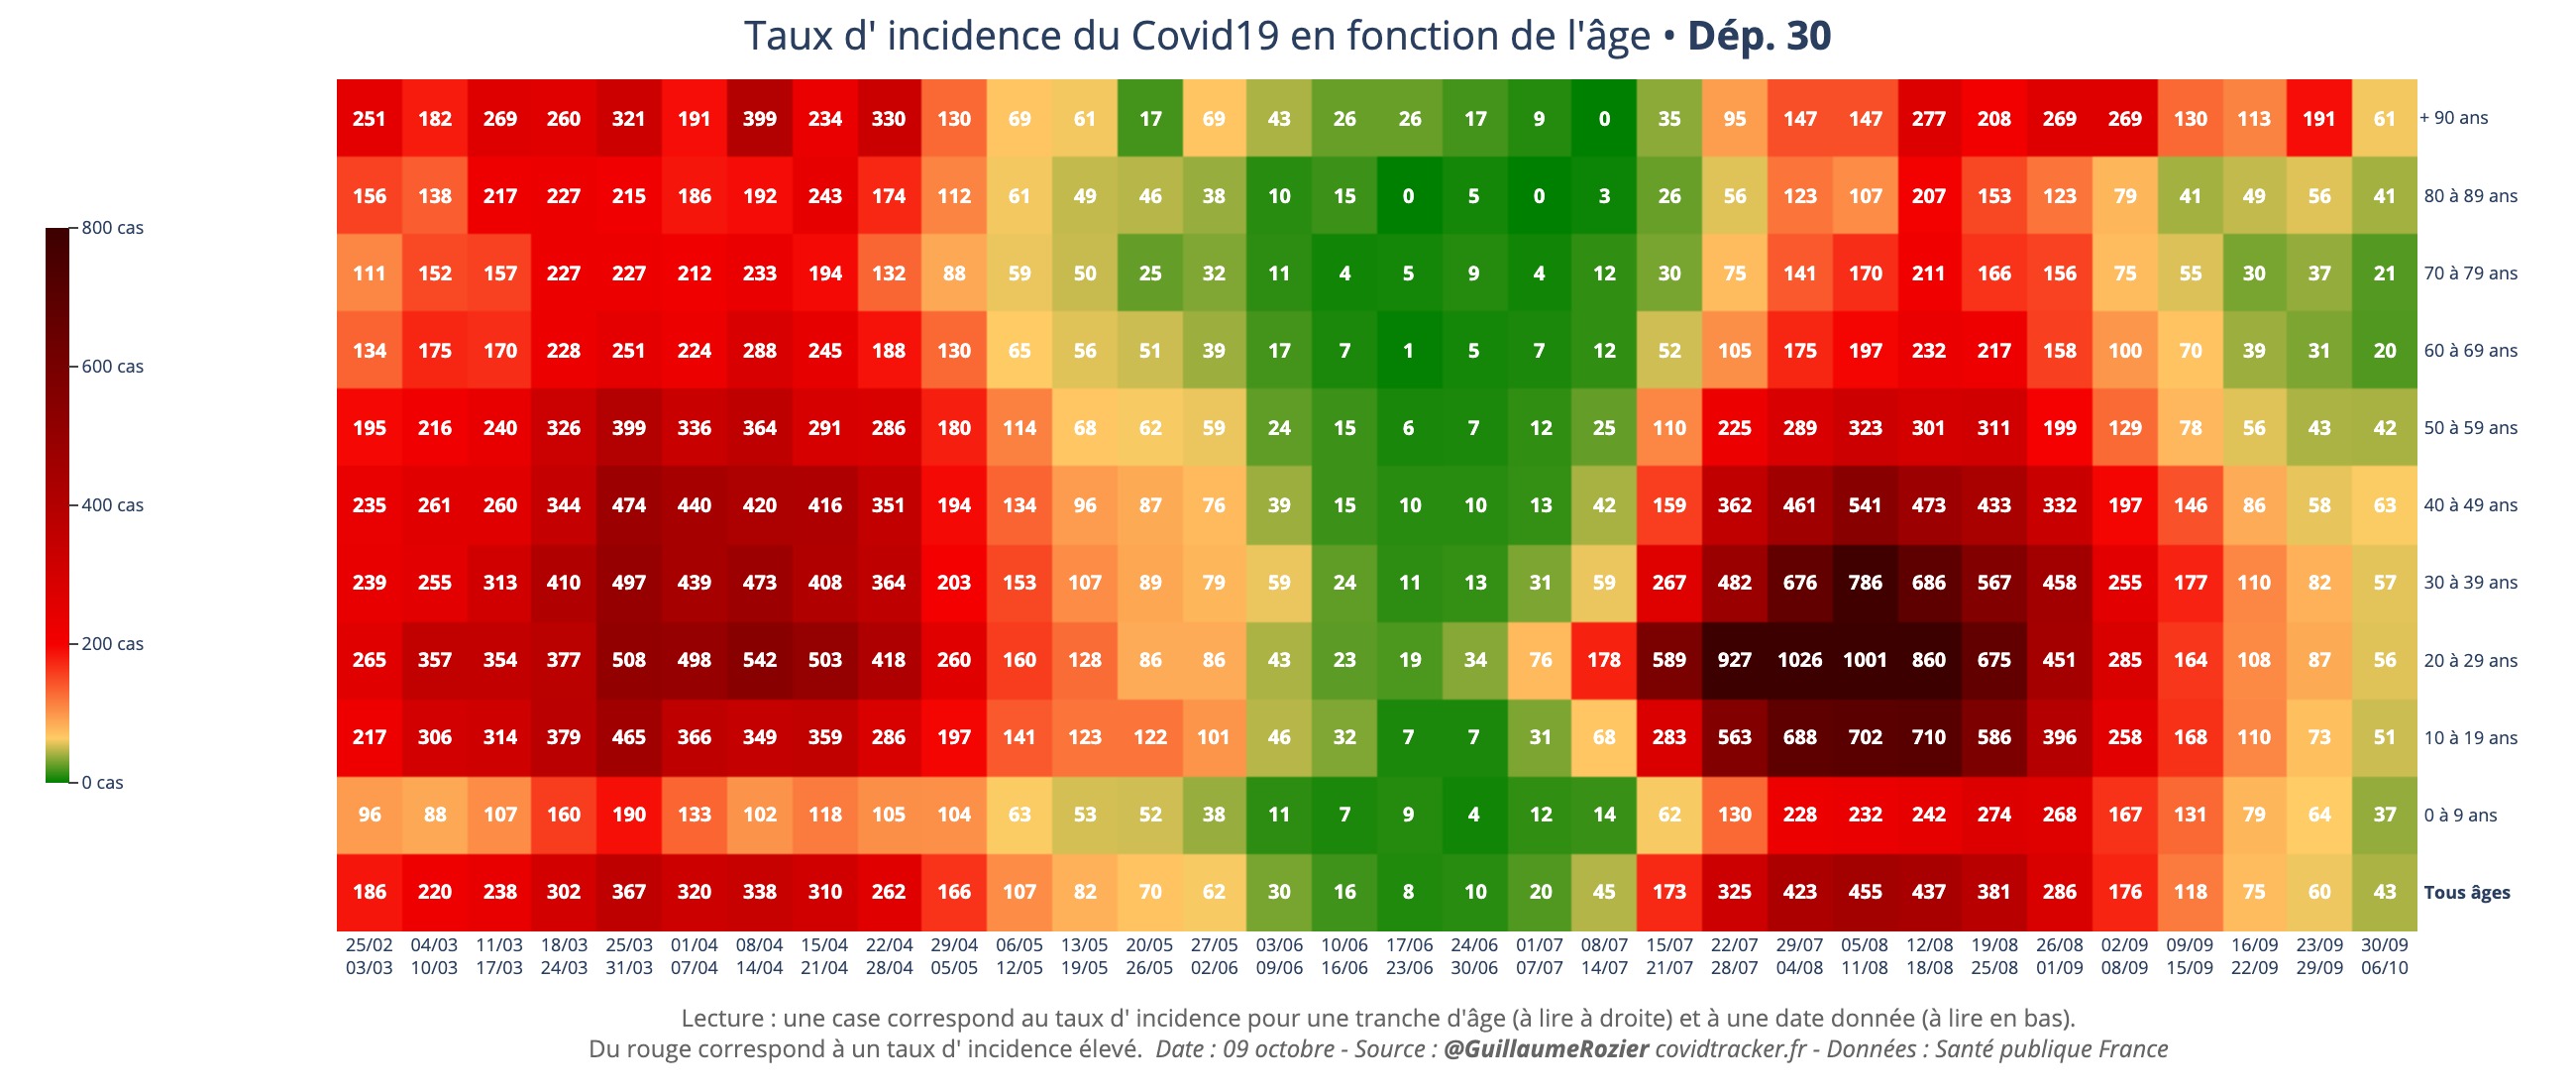 Taux d' incidence du Covid19 en fonction de l'âge • Dép. 30
251 182 269 260 321 191 399 234 330 130 69 61 17 69 43 26 26 17 9 0 35 95 147 147 277 208 269 269 130 113 191 61 + 90 ans
156 138 217 227 215 186 192 243 174 112 61 49 46 38 10 15 0 5 0 3 26 56 123 107 207 153 123 79 41 49 56 41 80 à 89 ans
111 152 157 227 227 212 233 194 132 88 59 50 25 32 11 4 5 9 4 12 30 75 141 170 211 166 156 75 55 30 37 21 70 à 79 ans
134 175 170 228 251 224 288 245 188 130 65 56 51 39 17 7 1 5 7 12 52 105 175 197 232 217 158 100 70 39 31 20 60 à 69 ans
195 216 240 326 399 336 364 291 286 180 114 68 62 59 24 15 6 7 12 25 110 225 289 323 301 311 199 129 78 56 43 42 50 à 59 ans
235 261 260 344 474 440 420 416 351 194 134 96 87 76 39 15 10 10 13 42 159 362 461 541 473 433 332 197 146 86 58 63 40 à 49 ans
239 255 313 410 497 439 473 408 364 203 153 107 89 79 59 24 11 13 31 59 267 482 676 786 686 567 458 255 177 110 82 57 30 à 39 ans
265 357 354 377 508 498 542 503 418 260 160 128 86 86 43 23 19 34 76 178 589 927 1026 1001 860 675 451 285 164 108 87 56 20 à 29 ans
217 306 314 379 465 366 349 359 286 197 141 123 122 101 46 32 7 7 31 68 283 563 688 702 710 586 396 258 168 110 73 51 10 à 19 ans
96 88 107 160 190 133 102 118 105 104 63 53 52 38 11 7 9 4 12 14 62 130 228 232 242 274 268 167 131 79 64 37 0 à 9 ans
186 220 238 302 367 320 338 310 262 166 107 82 70 62 30 16 8 10 20 45 173 325 423 455 437 381 286 176 118 75 60 43 Tous âges
25/02 04/03 11/03 18/03 25/03 01/04 08/04 15/04 22/04 29/04 06/05 13/05 20/05 27/05 03/06 10/06 17/06 24/06 01/07 08/07 15/07 22/07 29/07 05/08 12/08 19/08 26/08 02/09 09/09 16/09 23/09 30/09
03/03 10/03 17/03 24/03 31/03 07/04 14/04 21/04 28/04 05/05 12/05 19/05 26/05 02/06 09/06 16/06 23/06 30/06 07/07 14/07 21/07 28/07 04/08 11/08 18/08 25/08 01/09 08/09 15/09 22/09 29/09 06/10
800 cas
600 cas
400 cas
200 cas
0 cas
Lecture : une case correspond au taux d' incidence pour une tranche d'âge (à lire à droite) et à une date donnée (à lire en bas).
Du rouge correspond à un taux d' incidence élevé. Date : 09 octobre - Source : @GuillaumeRozier covidtracker.fr - Données : Santé publique France